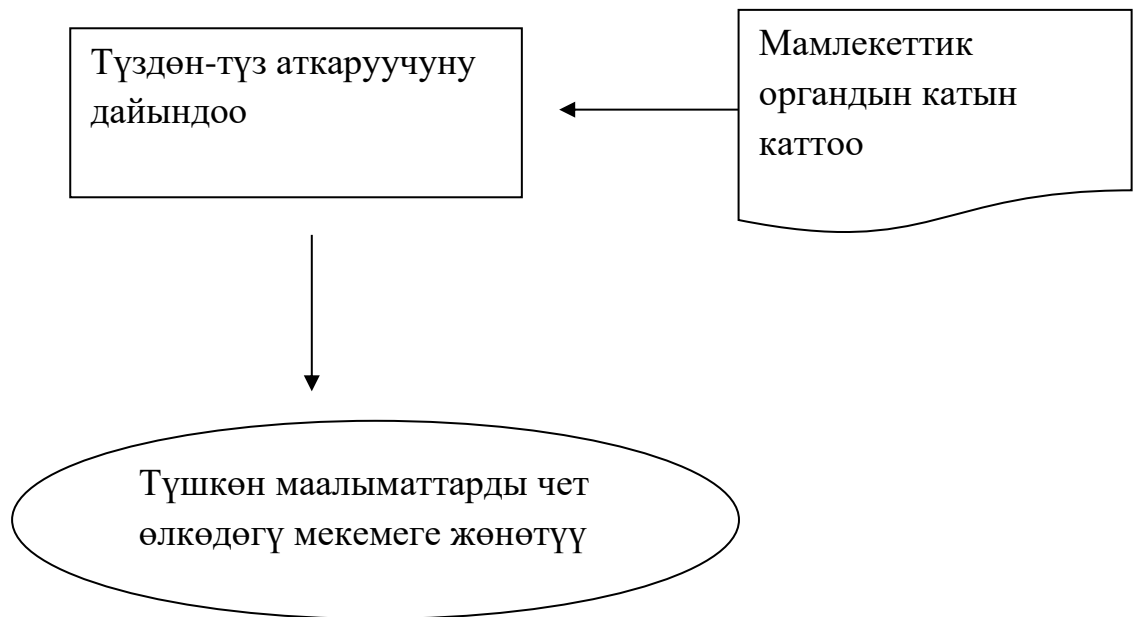 Түздөн-түз аткаруучуну
дайындоо
Мамлекеттик
органдын катын
каттоо
Түшкөн маалыматтарды чет
өлкөдөгү мекемеге жөнөтүү